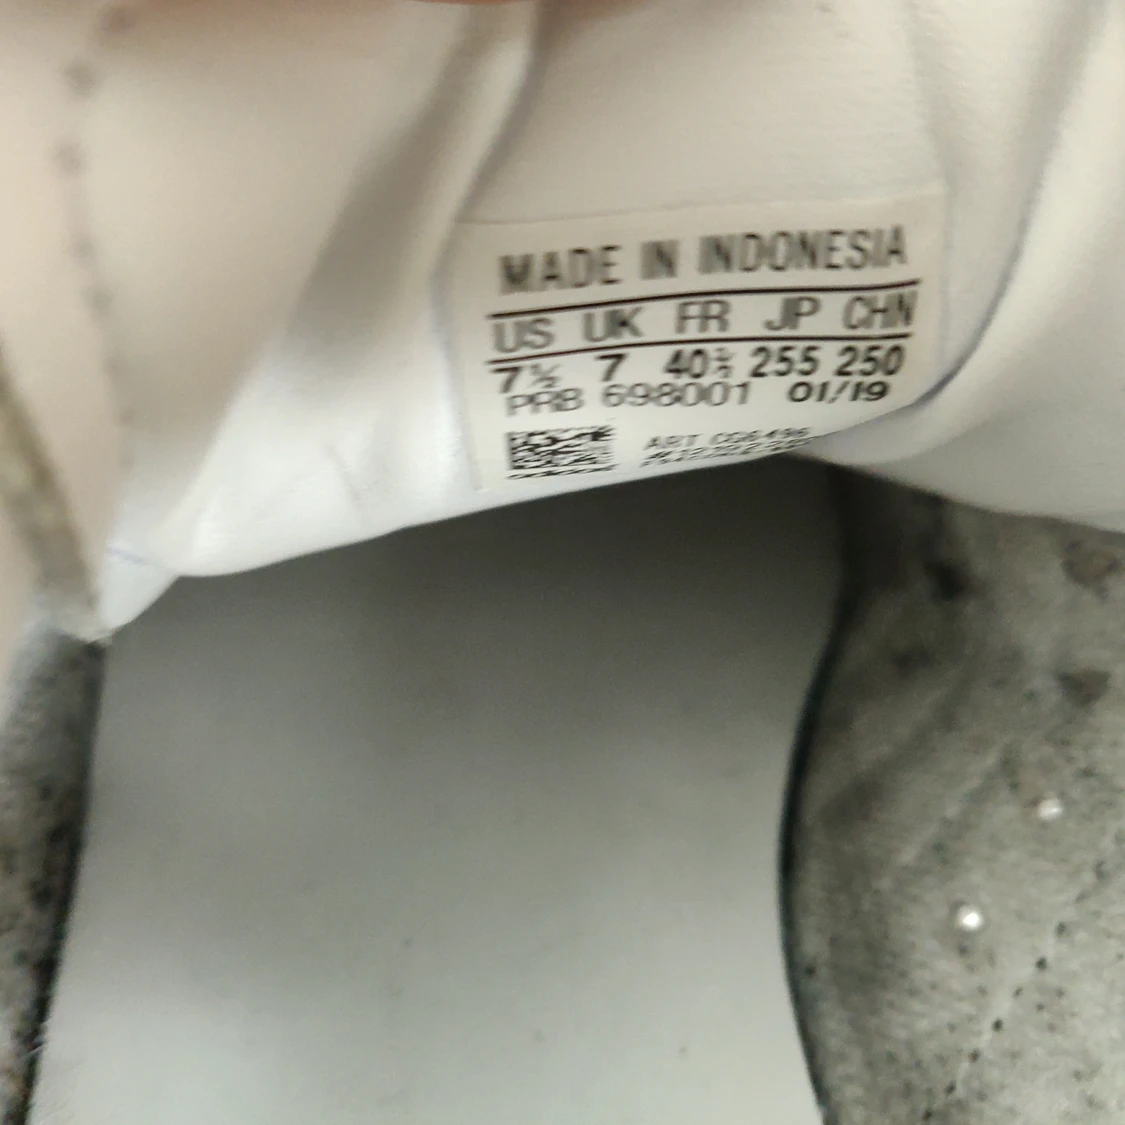 MADE IN INDONESIA
US UK FR JP CHN
7½ 7 40⅔ 255 250
PRB 698001 01/19
ART